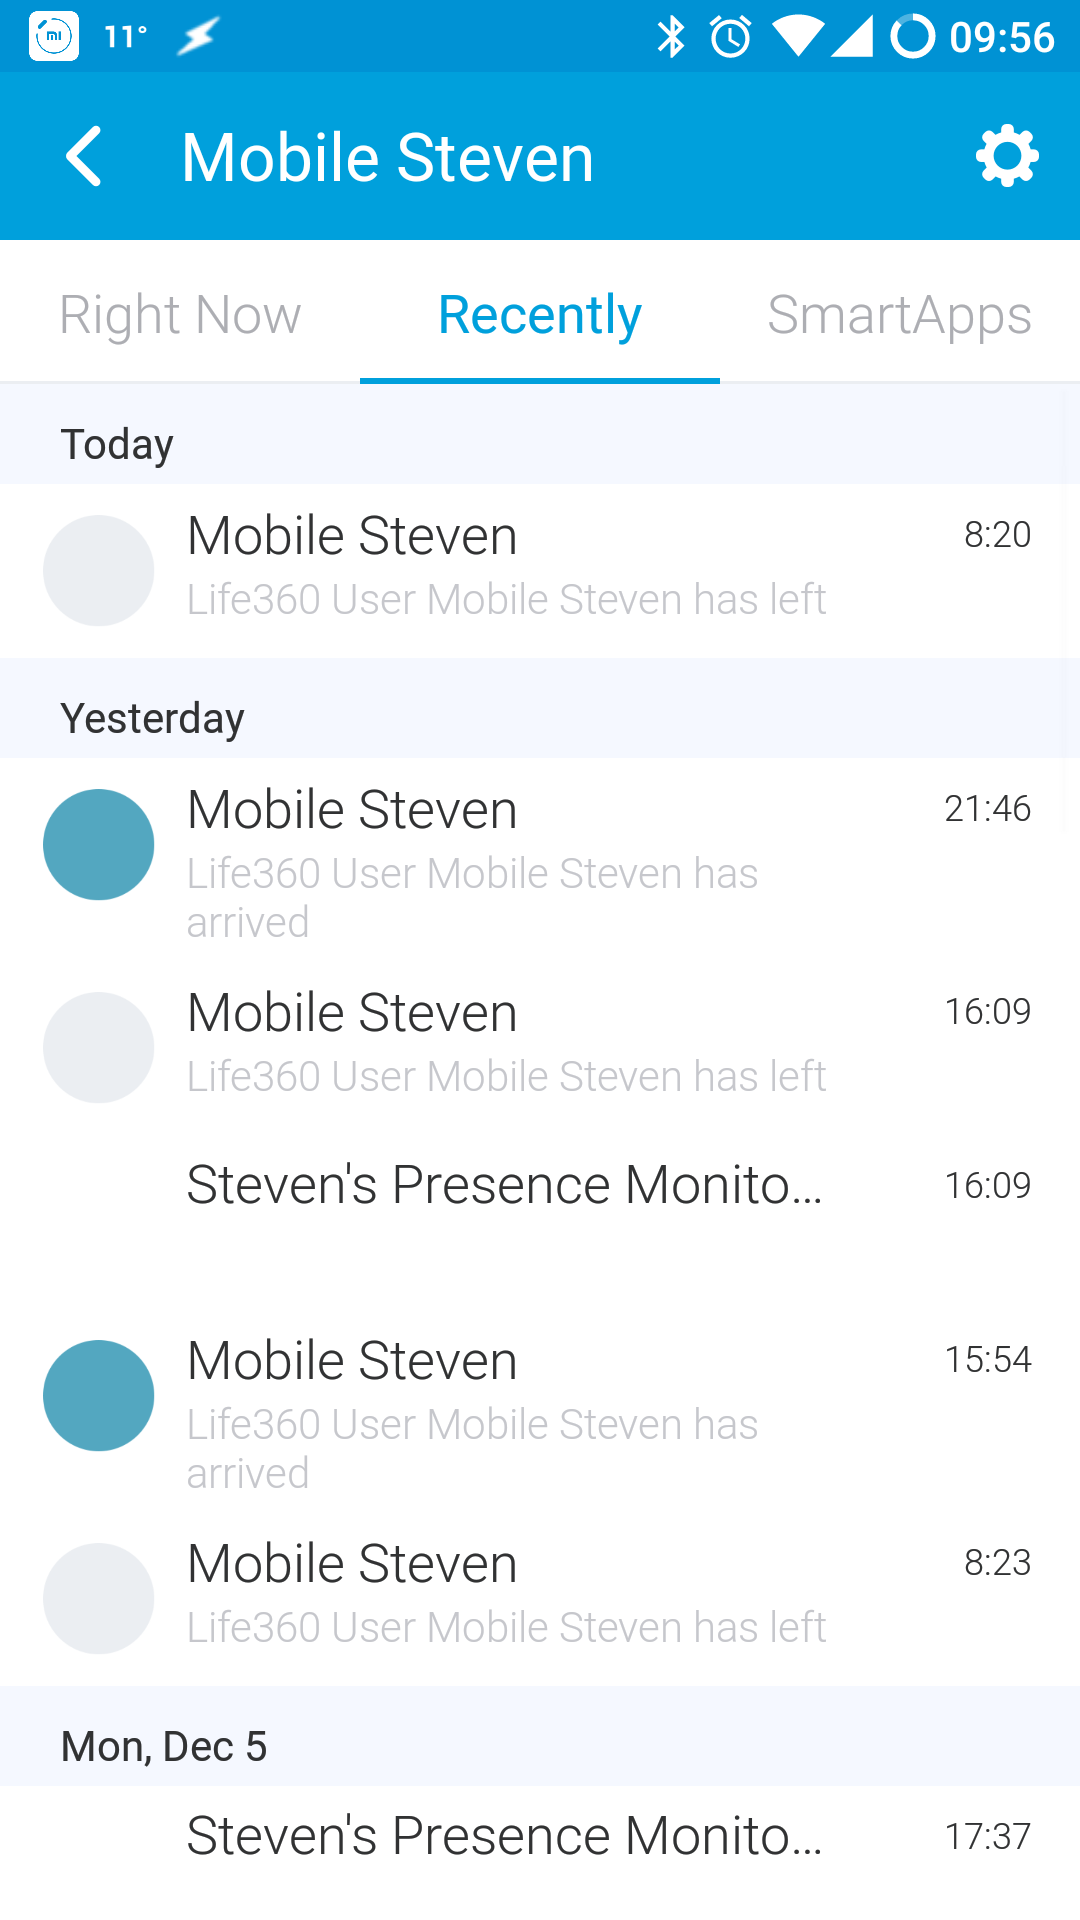 mi 11° 09:56
Mobile Steven
Right Now Recently SmartApps
Today
Mobile Steven 8:20
Life360 User Mobile Steven has left
Yesterday
Mobile Steven 21:46
Life360 User Mobile Steven has
arrived
Mobile Steven 16:09
Life360 User Mobile Steven has left
Steven's Presence Monito... 16:09
Mobile Steven 15:54
Life360 User Mobile Steven has
arrived
Mobile Steven 8:23
Life360 User Mobile Steven has left
Mon, Dec 5
Steven's Presence Monito... 17:37